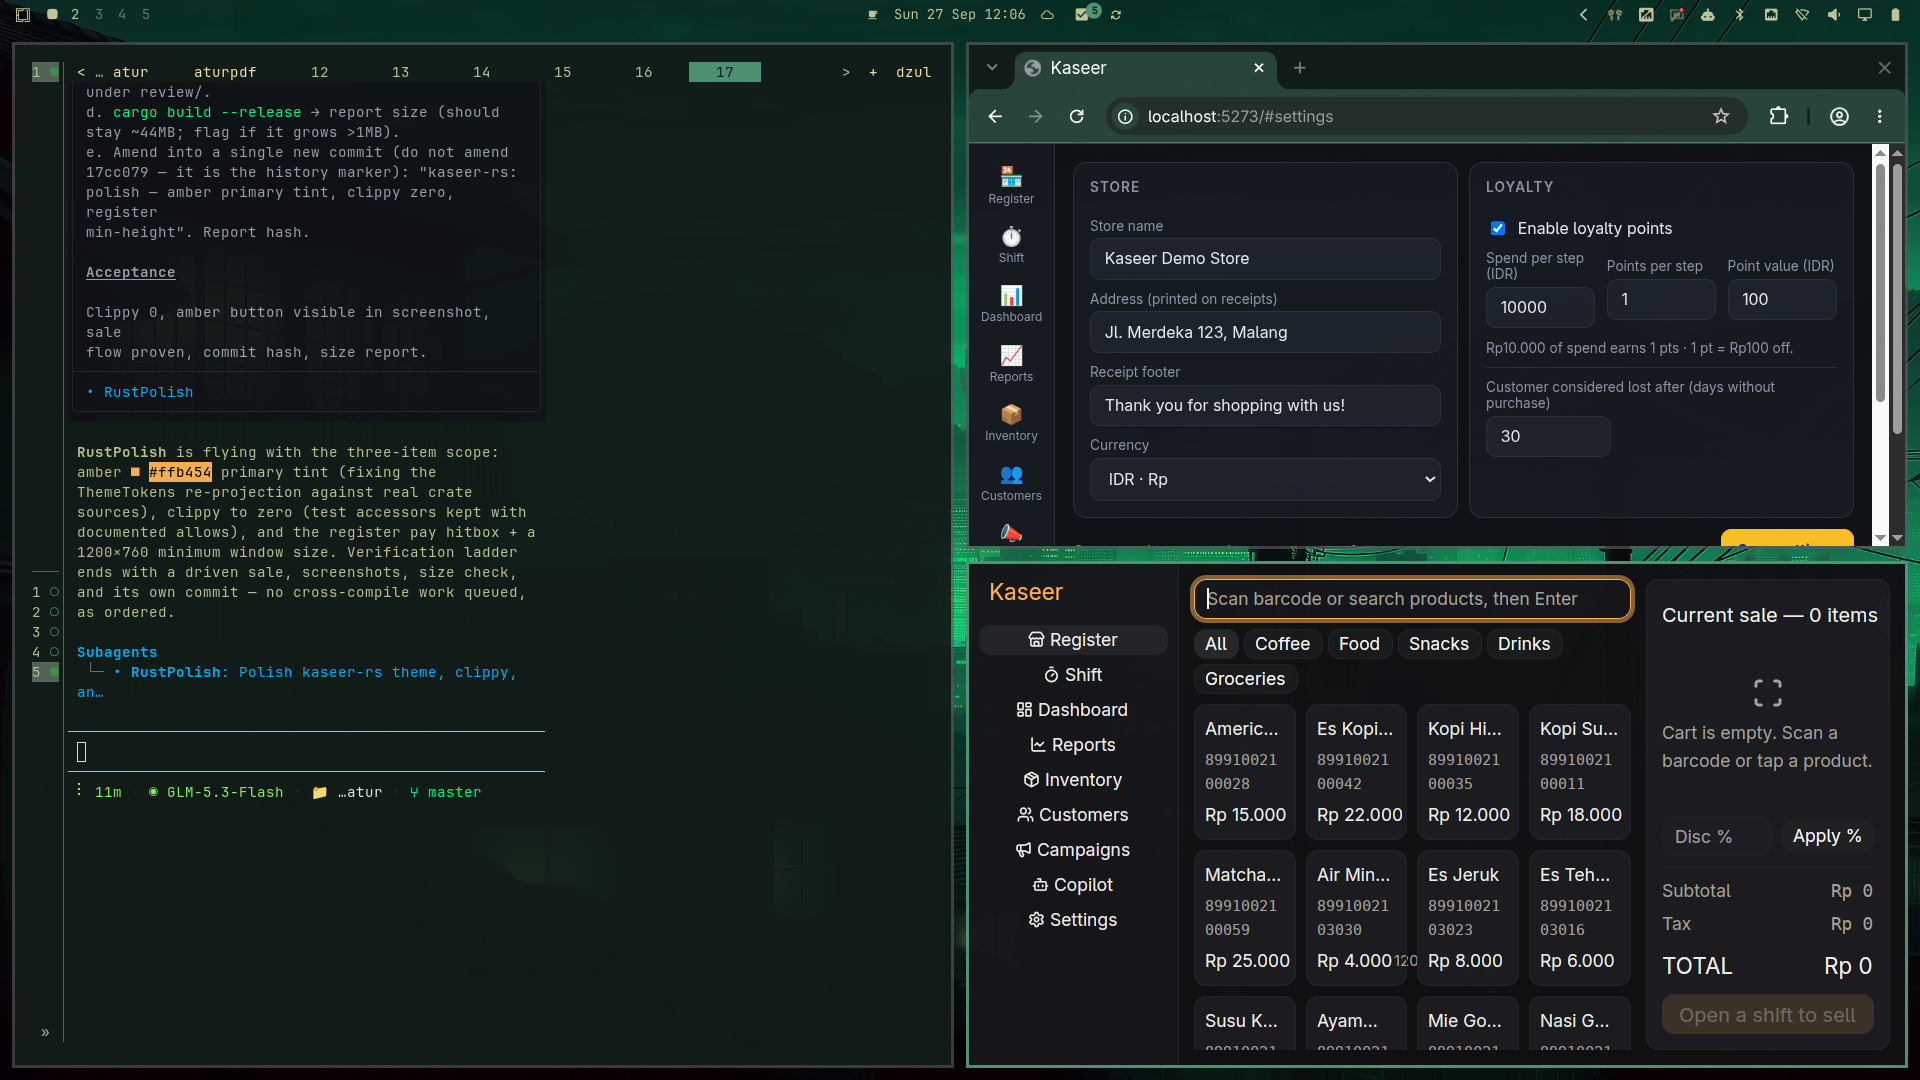 2 3 4 5
Sun 27 Sep 12:06
5
1
< … atur aturpdf 12 13 14 15 16 17 > + dzul
under review/.
d. cargo build --release → report size (should
stay ~44MB; flag if it grows >1MB).
e. Amend into a single new commit (do not amend
17cc079 — it is the history marker): "kaseer-rs:
polish — amber primary tint, clippy zero,
register
min-height". Report hash.
Acceptance
Clippy 0, amber button visible in screenshot,
sale
flow proven, commit hash, size report.
• RustPolish
RustPolish is flying with the three-item scope:
amber ■ #ffb454 primary tint (fixing the
ThemeTokens re-projection against real crate
sources), clippy to zero (test accessors kept with
documented allows), and the register pay hitbox + a
1200×760 minimum window size. Verification ladder
ends with a driven sale, screenshots, size check,
and its own commit — no cross-compile work queued,
as ordered.
1
2
3
4
5
Subagents
└─ • RustPolish: Polish kaseer-rs theme, clippy,
an…
11m · GLM-5.3-Flash · …atur · master
»
Kaseer
localhost:5273/#settings
Register
Shift
Dashboard
Reports
Inventory
Customers
STORE
Store name
Kaseer Demo Store
Address (printed on receipts)
Jl. Merdeka 123, Malang
Receipt footer
Thank you for shopping with us!
Currency
IDR · Rp
LOYALTY
Enable loyalty points
Spend per step
(IDR)
Points per step
Point value (IDR)
10000
1
100
Rp10.000 of spend earns 1 pts · 1 pt = Rp100 off.
Customer considered lost after (days without
purchase)
30
Kaseer
Register
Shift
Dashboard
Reports
Inventory
Customers
Campaigns
Copilot
Settings
Scan barcode or search products, then Enter
All Coffee Food Snacks Drinks
Groceries
Americ… Es Kopi… Kopi Hi… Kopi Su…
89910021 89910021 89910021 89910021
00028 00042 00035 00011
Rp 15.000 Rp 22.000 Rp 12.000 Rp 18.000
Matcha… Air Min… Es Jeruk Es Teh…
89910021 89910021 89910021 89910021
00059 03030 03023 03016
Rp 25.000 Rp 4.000 120 Rp 8.000 Rp 6.000
Susu K… Ayam… Mie Go… Nasi G…
89910021 89910021 89910021 89910021
Current sale — 0 items
Cart is empty. Scan a
barcode or tap a product.
Disc % Apply %
Subtotal Rp 0
Tax Rp 0
TOTAL Rp 0
Open a shift to sell